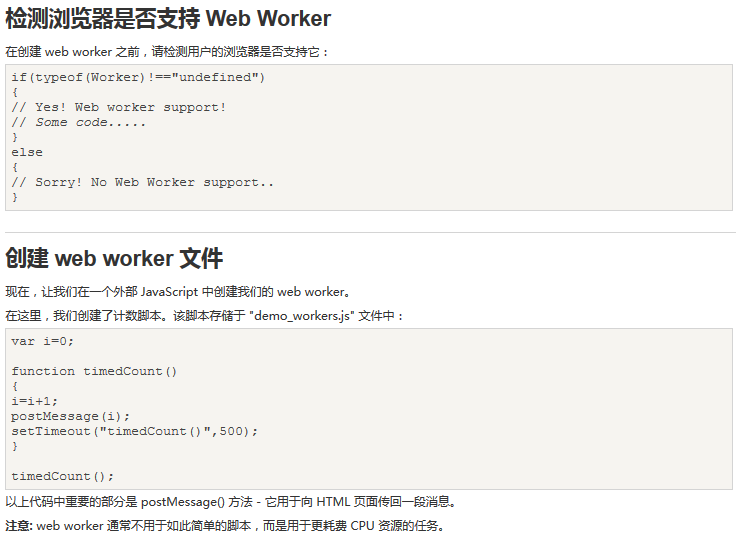 检测浏览器是否支持 Web Worker
在创建 web worker 之前，请检测用户的浏览器是否支持它：
if(typeof(Worker)!=="undefined")
{
// Yes! Web worker support!
// Some code.....
}
else
{
// Sorry! No Web Worker support..
}
创建 web worker 文件
现在，让我们在一个外部 JavaScript 中创建我们的 web worker。
在这里，我们创建了计数脚本。该脚本存储于 "demo_workers.js" 文件中：
var i=0;
function timedCount()
{
i=i+1;
postMessage(i);
setTimeout("timedCount()",500);
}
timedCount();
以上代码中重要的部分是 postMessage() 方法 - 它用于向 HTML 页面传回一段消息。
注意: web worker 通常不用于如此简单的脚本，而是用于更耗费 CPU 资源的任务。